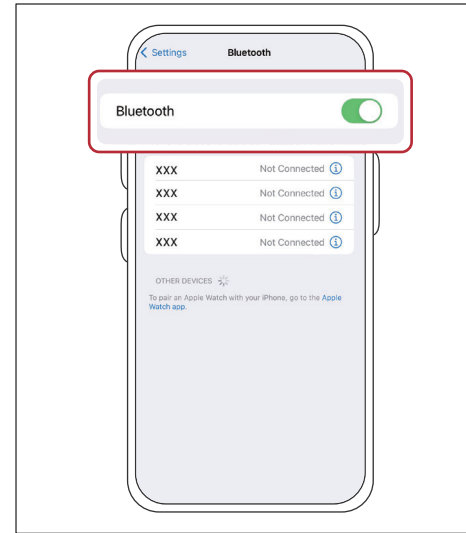 Settings Bluetooth
Bluetooth
XXX Not Connected
XXX Not Connected
XXX Not Connected
XXX Not Connected
OTHER DEVICES
To pair an Apple Watch with your iPhone, go to the Apple
Watch app.